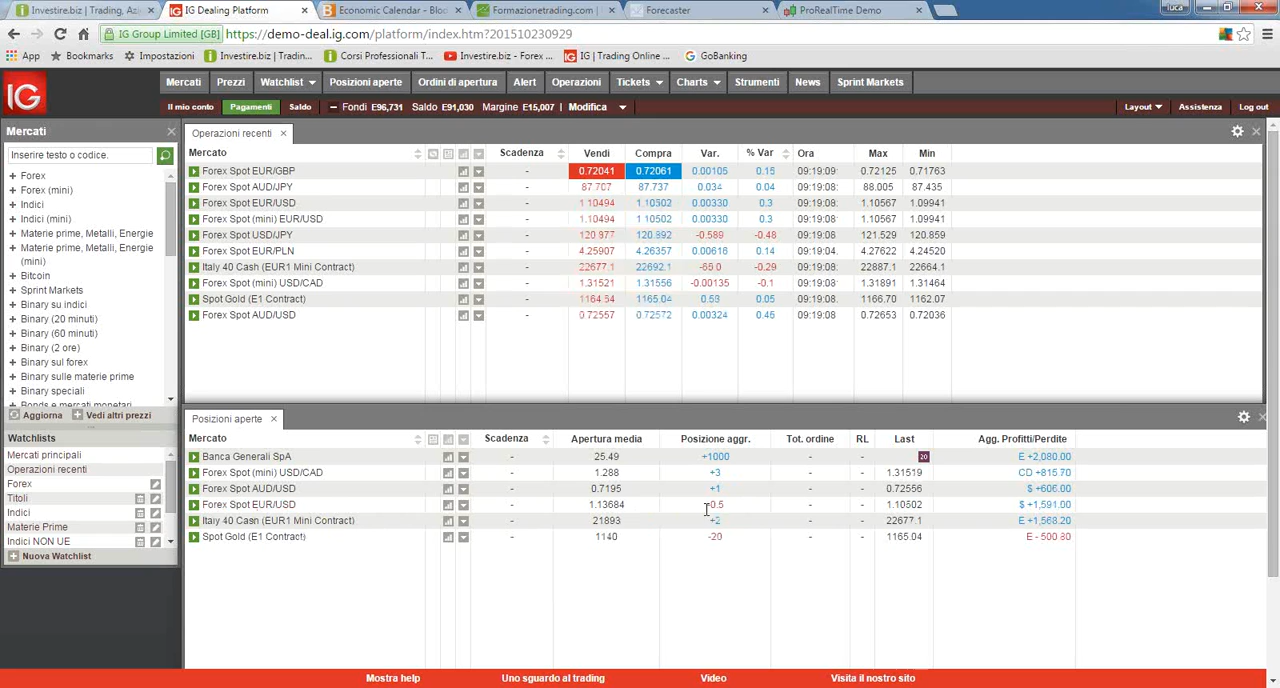 Investire.biz | Trading, Azi
IG Dealing Platform
Economic Calendar - Bloo
Formazionetrading.com |
Forecaster
ProRealTime Demo
luca
IG Group Limited [GB]
https://demo-deal.ig.com/platform/index.htm?201510230929
App
Bookmarks
Impostazioni
Investire.biz | Tradin...
Corsi Professionali T...
Investire.biz - Forex ...
IG | Trading Online ...
GoBanking
IG
Mercati Prezzi Watchlist Posizioni aperte Ordini di apertura Alert Operazioni Tickets Charts Strumenti News Sprint Markets
Il mio conto Pagamenti Saldo Fondi E96,731 Saldo E91,030 Margine E15,007 | Modifica Layout Assistenza Log out
Mercati
Inserire testo o codice.
Forex
Forex (mini)
Indici
Indici (mini)
Materie prime, Metalli, Energie
Materie prime, Metalli, Energie
(mini)
Bitcoin
Sprint Markets
Binary su indici
Binary (20 minuti)
Binary (60 minuti)
Binary (2 ore)
Binary sul forex
Binary sulle materie prime
Binary speciali
Bonds e mercati monetari
Aggiorna Vedi altri prezzi
Watchlists
Mercati principali
Operazioni recenti
Forex
Titoli
Indici
Materie Prime
Indici NON UE
Nuova Watchlist
Operazioni recenti
Mercato Scadenza Vendi Compra Var. % Var Ora Max Min
Forex Spot EUR/GBP - 0.72041 0.72061 0.00105 0.15 09:19:09 0.72125 0.71763
Forex Spot AUD/JPY - 87.707 87.737 0.034 0.04 09:19:08 88.005 87.435
Forex Spot EUR/USD - 1.10494 1.10502 0.00330 0.3 09:19:08 1.10567 1.09941
Forex Spot (mini) EUR/USD - 1.10494 1.10502 0.00330 0.3 09:19:08 1.10567 1.09941
Forex Spot USD/JPY - 120.877 120.892 -0.589 -0.48 09:19:08 121.529 120.859
Forex Spot EUR/PLN - 4.25907 4.26357 0.00616 0.14 09:19:04 4.27622 4.24520
Italy 40 Cash (EUR1 Mini Contract) - 22677.1 22692.1 -65.0 -0.29 09:19:08 22887.1 22664.1
Forex Spot (mini) USD/CAD - 1.31521 1.31556 -0.00135 -0.1 09:19:08 1.31891 1.31464
Spot Gold (E1 Contract) - 1164.54 1165.04 0.59 0.05 09:19:08 1166.70 1162.07
Forex Spot AUD/USD - 0.72557 0.72572 0.00324 0.45 09:19:08 0.72653 0.72036
Posizioni aperte
Mercato Scadenza Apertura media Posizione aggr. Tot. ordine RL Last Agg. Profitti/Perdite
Banca Generali SpA - 25.49 +1000 - - 20 E +2,080.00
Forex Spot (mini) USD/CAD - 1.288 +3 - - 1.31519 CD +815.70
Forex Spot AUD/USD - 0.7195 +1 - - 0.72556 $ +606.00
Forex Spot EUR/USD - 1.13684 -0.5 - - 1.10502 $ +1,591.00
Italy 40 Cash (EUR1 Mini Contract) - 21893 +2 - - 22677.1 E +1,568.20
Spot Gold (E1 Contract) - 1140 -20 - - 1165.04 E - 500.80
Mostra help Uno sguardo al trading Video Visita il nostro sito